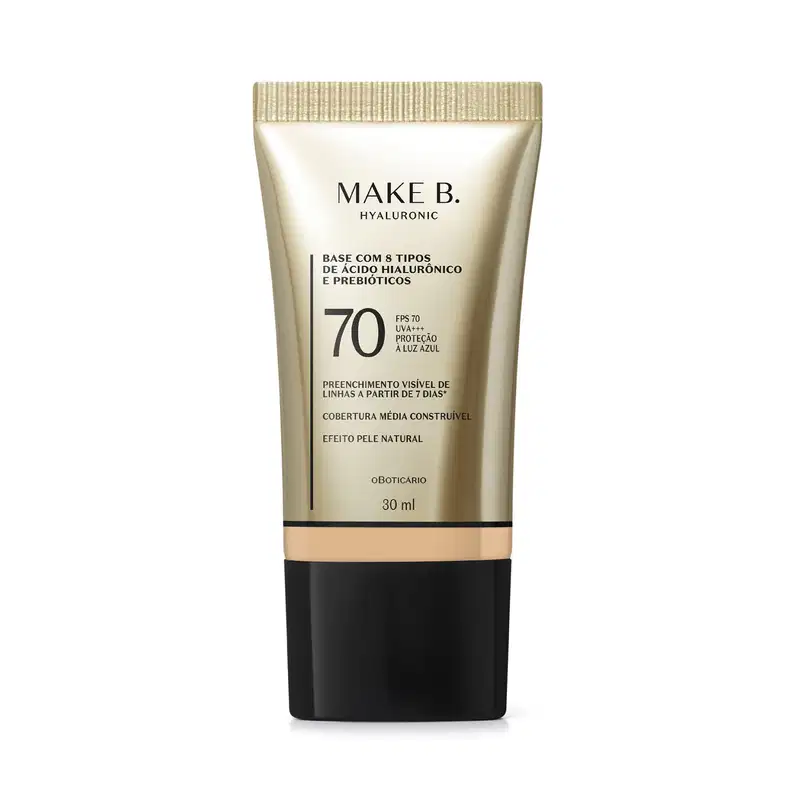 MAKE B.
HYALURONIC
BASE COM 8 TIPOS
DE ÁCIDO HIALURÔNICO
E PREBIÓTICOS
70
FPS 70
UVA+++
PROTEÇÃO
À LUZ AZUL
PREENCHIMENTO VISÍVEL DE
LINHAS A PARTIR DE 7 DIAS*
COBERTURA MÉDIA CONSTRUÍVEL
EFEITO PELE NATURAL
oBoticário
30 ml